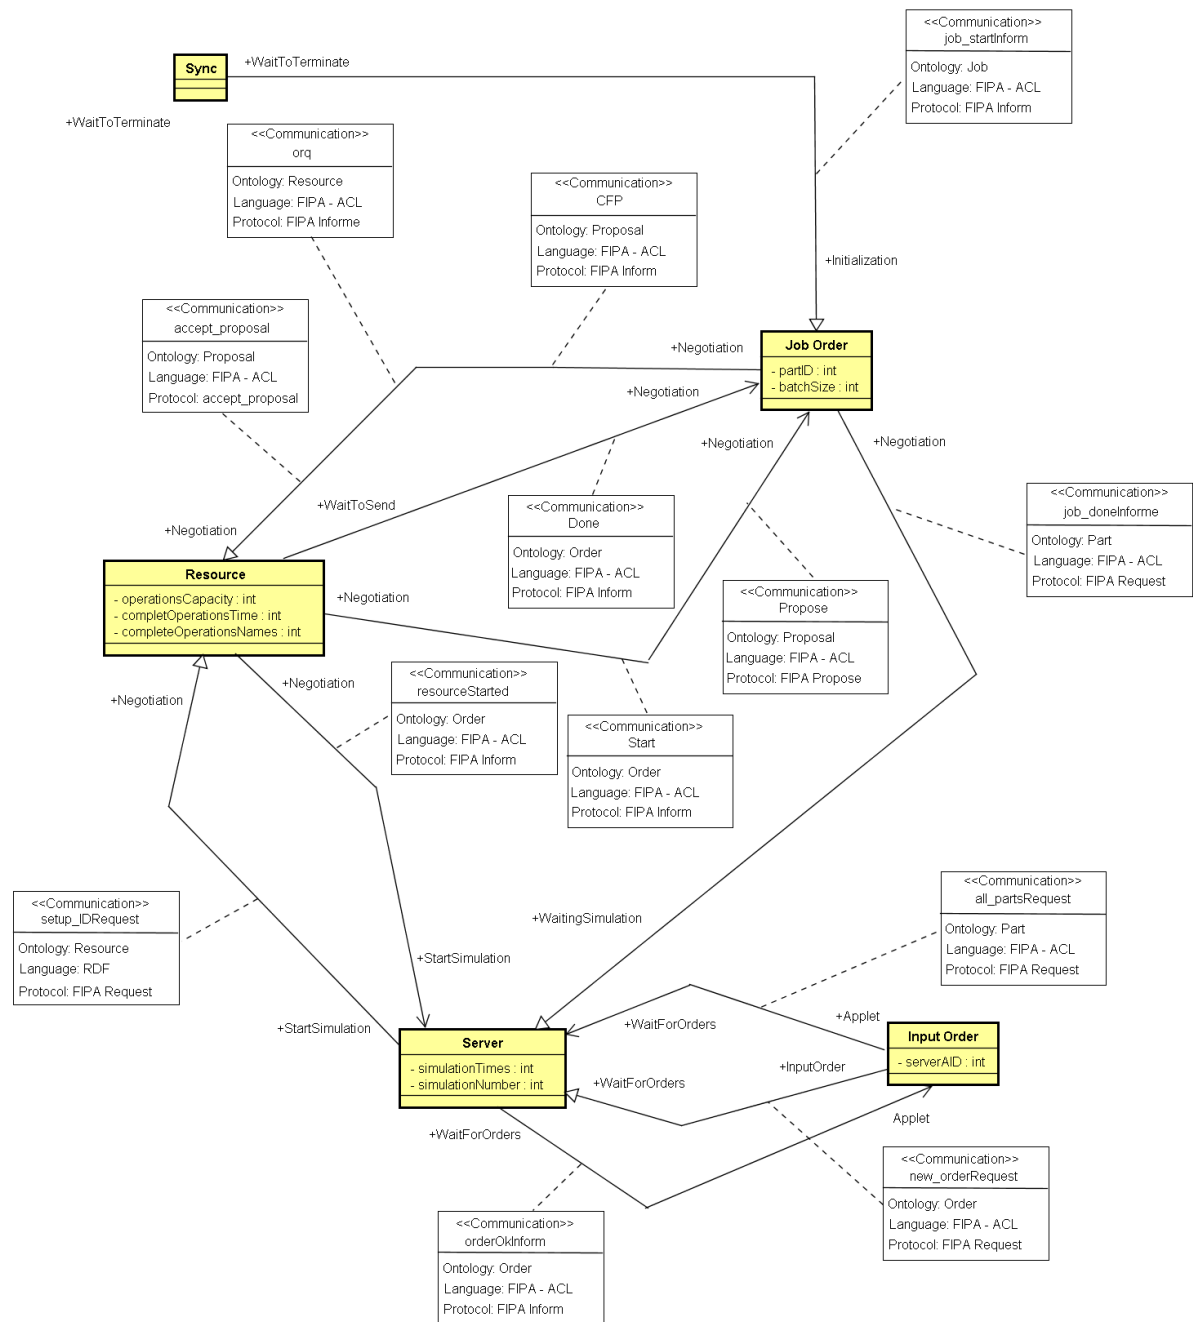 <<Communication>>
job_startInform
Ontology: Job
Language: FIPA - ACL
Protocol: FIPA Inform
+WaitToTerminate
Sync
+WaitToTerminate
<<Communication>>
orq
Ontology: Resource
Language: FIPA - ACL
Protocol: FIPA Informe
<<Communication>>
CFP
Ontology: Proposal
Language: FIPA - ACL
Protocol: FIPA Inform
+Initialization
<<Communication>>
accept_proposal
Ontology: Proposal
Language: FIPA - ACL
Protocol: accept_proposal
+Negotiation
Job Order
- partID : int
- batchSize : int
+Negotiation
+Negotiation
+Negotiation
+WaitToSend
+Negotiation
<<Communication>>
Done
Ontology: Order
Language: FIPA - ACL
Protocol: FIPA Inform
<<Communication>>
job_doneInforme
Ontology: Part
Language: FIPA - ACL
Protocol: FIPA Request
Resource
- operationsCapacity : int
- completOperationsTime : int
- completeOperationsNames : int
+Negotiation
<<Communication>>
Propose
Ontology: Proposal
Language: FIPA - ACL
Protocol: FIPA Propose
+Negotiation
+Negotiation
<<Communication>>
resourceStarted
Ontology: Order
Language: FIPA - ACL
Protocol: FIPA Inform
<<Communication>>
Start
Ontology: Order
Language: FIPA - ACL
Protocol: FIPA Inform
<<Communication>>
setup_IDRequest
Ontology: Resource
Language: RDF
Protocol: FIPA Request
+WaitingSimulation
<<Communication>>
all_partsRequest
Ontology: Part
Language: FIPA - ACL
Protocol: FIPA Request
+StartSimulation
+StartSimulation
+WaitForOrders
+Applet
Server
- simulationTimes : int
- simulationNumber : int
Input Order
- serverAID : int
+InputOrder
+WaitForOrders
+WaitForOrders
Applet
<<Communication>>
new_orderRequest
Ontology: Order
Language: FIPA - ACL
Protocol: FIPA Request
<<Communication>>
orderOkInform
Ontology: Order
Language: FIPA - ACL
Protocol: FIPA Inform